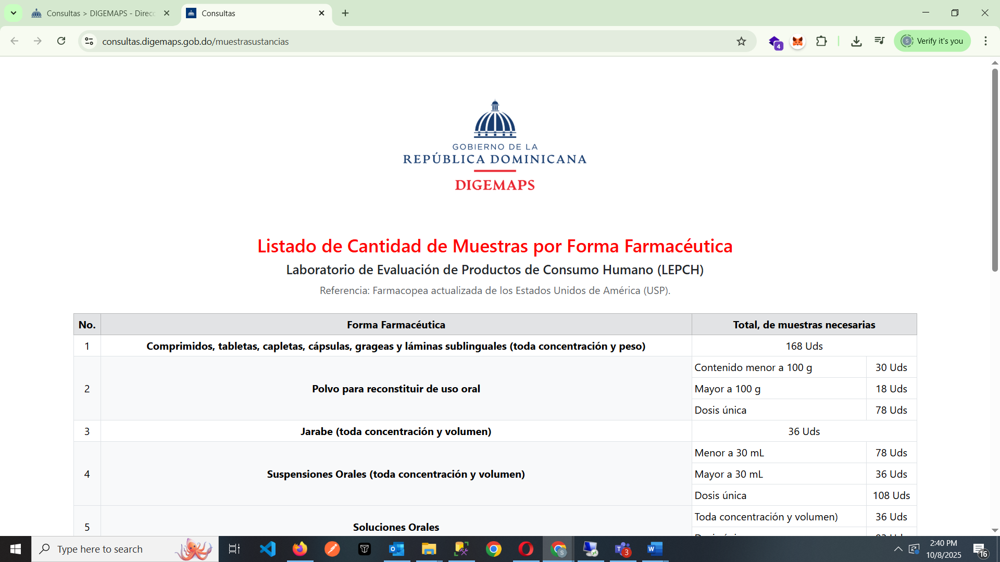 Consultas > DIGEMAPS - Direcc
Consultas
consultas.digemaps.gob.do/muestrasustancias
4
S
Verify it's you
GOBIERNO DE LA
REPÚBLICA DOMINICANA
DIGEMAPS
Listado de Cantidad de Muestras por Forma Farmacéutica
Laboratorio de Evaluación de Productos de Consumo Humano (LEPCH)
Referencia: Farmacopea actualizada de los Estados Unidos de América (USP).
No. Forma Farmacéutica Total, de muestras necesarias
1 Comprimidos, tabletas, capletas, cápsulas, grageas y láminas sublinguales (toda concentración y peso) 168 Uds
2 Polvo para reconstituir de uso oral
Contenido menor a 100 g 30 Uds
Mayor a 100 g 18 Uds
Dosis única 78 Uds
3 Jarabe (toda concentración y volumen) 36 Uds
4 Suspensiones Orales (toda concentración y volumen)
Menor a 30 mL 78 Uds
Mayor a 30 mL 36 Uds
Dosis única 108 Uds
5 Soluciones Orales
Toda concentración y volumen) 36 Uds
Type here to search
S
3
2:40 PM
10/8/2025
16